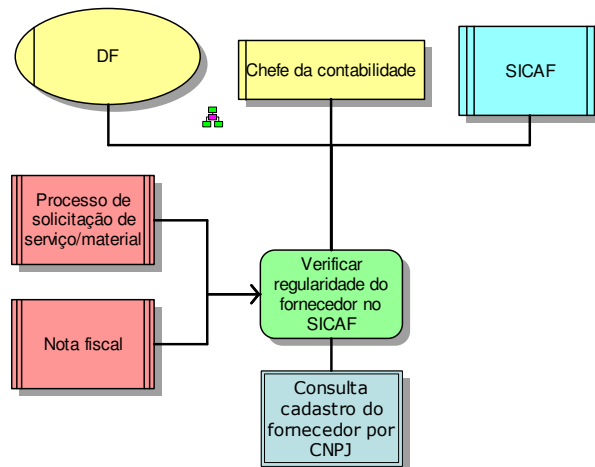 DF
Chefe da contabilidade
SICAF
Processo de
solicitação de
serviço/material
Nota fiscal
Verificar
regularidade do
fornecedor no
SICAF
Consulta
cadastro do
fornecedor por
CNPJ